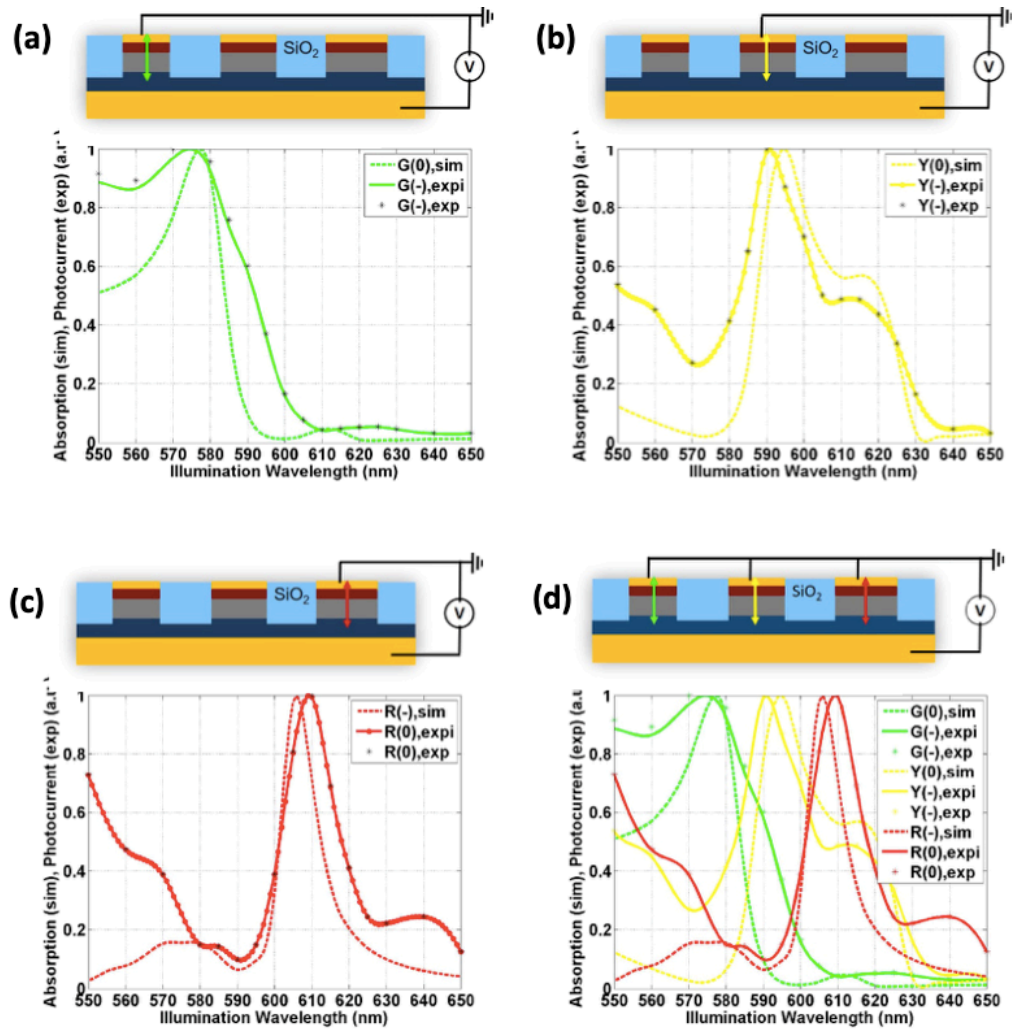 (a)
SiO2
V
Absorption (sim), Photocurrent (exp)
1
0.8
0.6
0.4
0.2
0
G(0),sim
G(-),expi
G(-),exp
550 560 570 580 590 600 610 620 630 640 650
Illumination Wavelength (nm)
(b)
SiO2
V
Absorption (sim), Photocurrent (exp)
1
0.8
0.6
0.4
0.2
0
Y(0),sim
Y(-),expi
Y(-),exp
550 560 570 580 590 600 610 620 630 640 650
Illumination Wavelength (nm)
(c)
SiO2
V
Absorption (sim), Photocurrent (exp)
1
0.8
0.6
0.4
0.2
0
R(-),sim
R(0),expi
R(0),exp
550 560 570 580 590 600 610 620 630 640 650
Illumination Wavelength (nm)
(d)
SiO2
V
Absorption (sim), Photocurrent (exp)
1
0.8
0.6
0.4
0.2
0
G(0),sim
G(-),expi
G(-),exp
Y(0),sim
Y(-),expi
Y(-),exp
R(-),sim
R(0),expi
R(0),exp
550 560 570 580 590 600 610 620 630 640 650
Illumination Wavelength (nm)